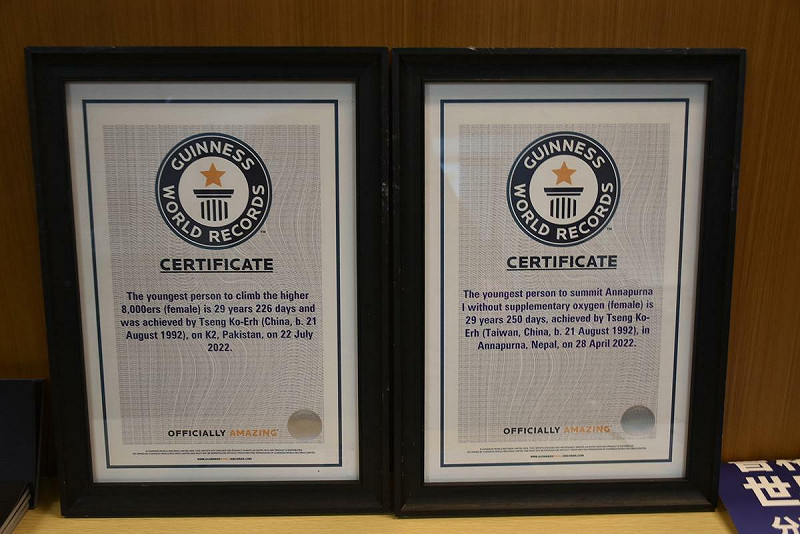 GUINNESS
WORLD RECORDS
CERTIFICATE
The youngest person to climb the higher
8,000ers (female) is 29 years 226 days and
was achieved by Tseng Ko-Erh (China, b. 21
August 1992), on K2, Pakistan, on 22 July
2022.
OFFICIALLY AMAZING
GUINNESS
WORLD RECORDS
CERTIFICATE
The youngest person to summit Annapurna
I without supplementary oxygen (female) is
29 years 250 days, achieved by Tseng Ko-
Erh (Taiwan, China, b. 21 August 1992), in
Annapurna, Nepal, on 28 April 2022.
OFFICIALLY AMAZING
世